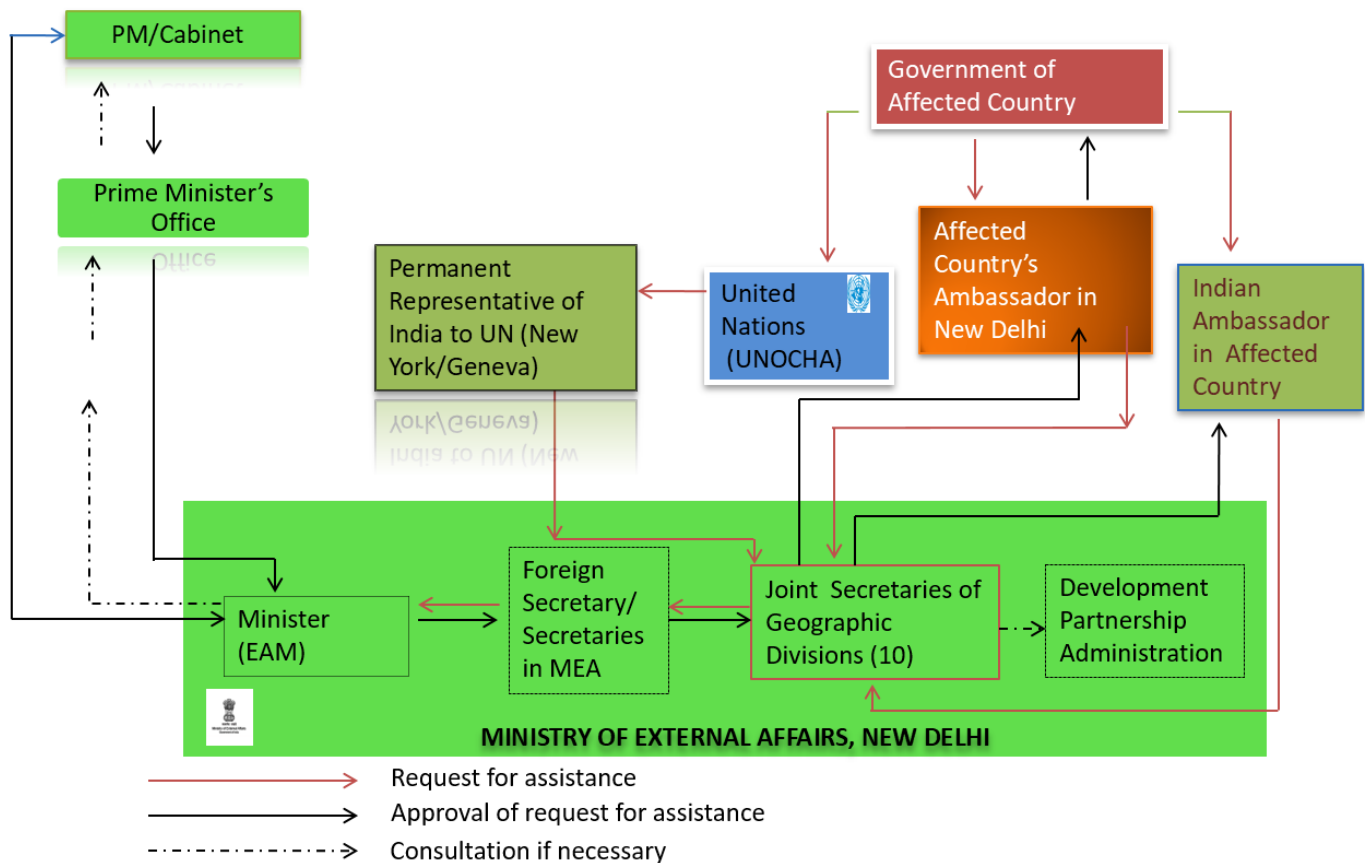 PM/Cabinet
Government of
Affected Country
Prime Minister's
Office
Permanent
Representative of
India to UN (New
York/Geneva)
United
Nations
(UNOCHA)
Affected
Country's
Ambassador in
New Delhi
Indian
Ambassador
in Affected
Country
Minister
(EAM)
Foreign
Secretary/
Secretaries
in MEA
Joint Secretaries of
Geographic
Divisions (10)
Development
Partnership
Administration
MINISTRY OF EXTERNAL AFFAIRS, NEW DELHI
Request for assistance
Approval of request for assistance
Consultation if necessary